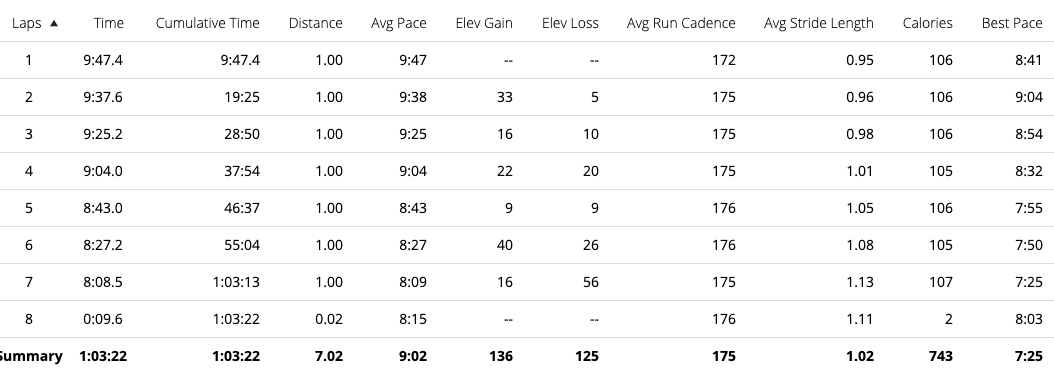 Laps ▲ Time Cumulative Time Distance Avg Pace Elev Gain Elev Loss Avg Run Cadence Avg Stride Length Calories Best Pace
1 9:47.4 9:47.4 1.00 9:47 -- -- 172 0.95 106 8:41
2 9:37.6 19:25 1.00 9:38 33 5 175 0.96 106 9:04
3 9:25.2 28:50 1.00 9:25 16 10 175 0.98 106 8:54
4 9:04.0 37:54 1.00 9:04 22 20 175 1.01 105 8:32
5 8:43.0 46:37 1.00 8:43 9 9 176 1.05 106 7:55
6 8:27.2 55:04 1.00 8:27 40 26 176 1.08 105 7:50
7 8:08.5 1:03:13 1.00 8:09 16 56 175 1.13 107 7:25
8 0:09.6 1:03:22 0.02 8:15 -- -- 176 1.11 2 8:03
Summary 1:03:22 1:03:22 7.02 9:02 136 125 175 1.02 743 7:25